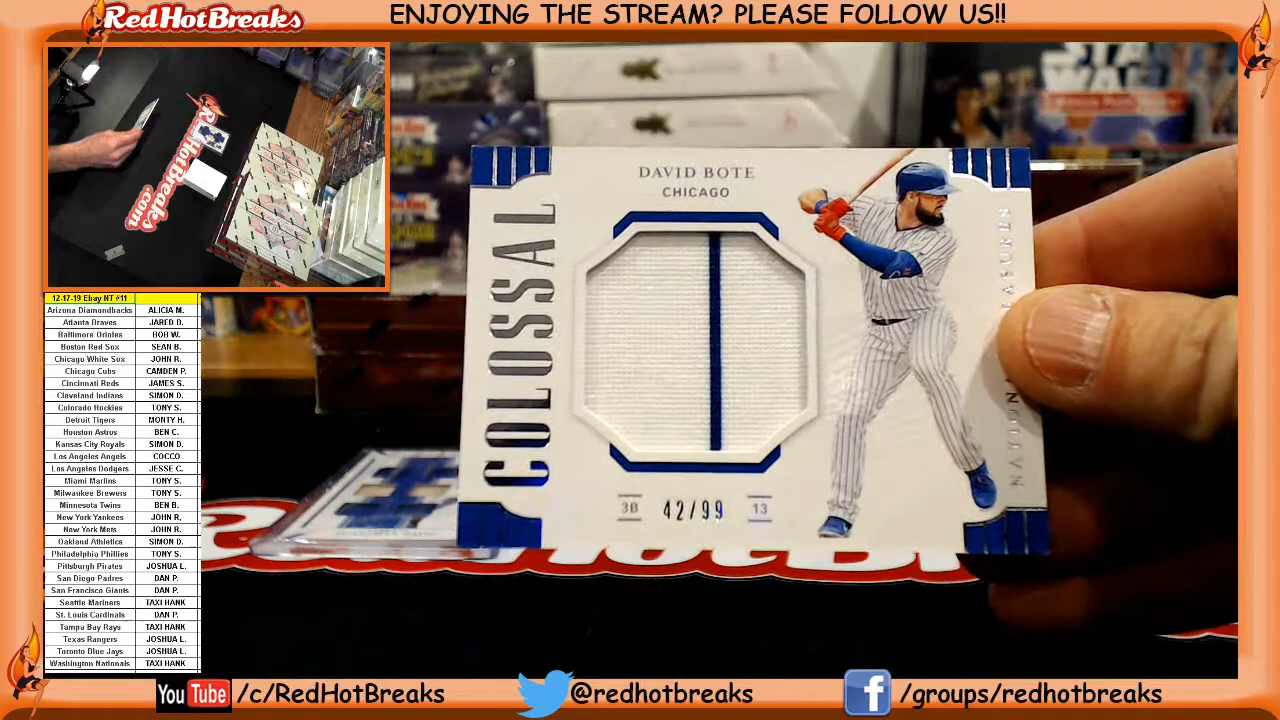 RedHotBreaks
ENJOYING THE STREAM? PLEASE FOLLOW US!!
RedHotBreaks
.com
12-17-19 Ebay NT #11
Arizona Diamondbacks ALICIA M.
Atlanta Braves JARED B.
Baltimore Orioles ROB W.
Boston Red Sox SEAN B.
Chicago White Sox JOHN R.
Chicago Cubs CAMDEN P.
Cincinnati Reds JAMES S.
Cleveland Indians SIMON D.
Colorado Rockies TONY S.
Detroit Tigers MONTY H.
Houston Astros BEN C.
Kansas City Royals SIMON D.
Los Angeles Angels COCCO
Los Angeles Dodgers JESSE C.
Miami Marlins TONY S.
Milwaukee Brewers TONY S.
Minnesota Twins BEN B.
New York Yankees JOHN R,
New York Mets JOHN R.
Oakland Athletics SIMON D.
Philadelphia Phillies TONY S.
Pittsburgh Pirates JOSHUA L.
San Diego Padres DAN P.
San Francisco Giants DAN P.
Seattle Mariners TAXI HANK
St. Louis Cardinals DAN P.
Tampa Bay Rays TAXI HANK
Texas Rangers JOSHUA L.
Toronto Blue Jays JOSHUA L.
Washington Nationals TAXI HANK
DAVID BOTE
CHICAGO
COLOSSAL
3B 42/99 13
STAR
YouTube /c/RedHotBreaks
@redhotbreaks
f /groups/redhotbreaks